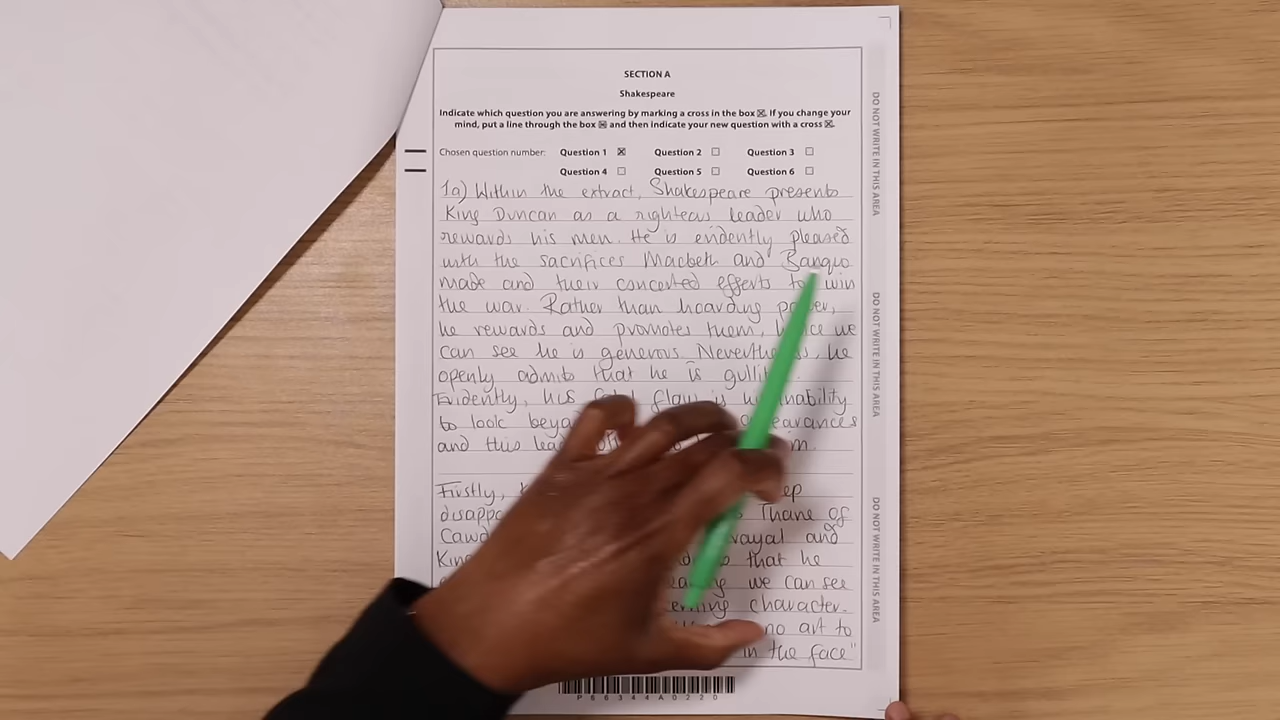 SECTION A
Shakespeare
Indicate which question you are answering by marking a cross in the box ☒. If you change your
mind, put a line through the box and then indicate your new question with a cross ☒.
Chosen question number: Question 1 ☒ Question 2 ☐ Question 3 ☐
Question 4 ☐ Question 5 ☐ Question 6 ☐
1a) Within the extract, Shakespeare presents
King Duncan as a righteous leader who
rewards his men. He is evidently pleased
with the sacrifices Macbeth and Banquo
made and their concerted efforts to win
the war. Rather than hoarding power,
he rewards and promotes them, hence we
can see he is generous. Nevertheless, he
openly admits that he is
Evidently, his flaw is inability
to look
and this
Firstly,
Thane of
and
that he
we can see
character.
no art to
in the face"
P66344A0220
DO NOT WRITE IN THIS AREA
DO NOT WRITE IN THIS AREA
DO NOT WRITE IN THIS AREA